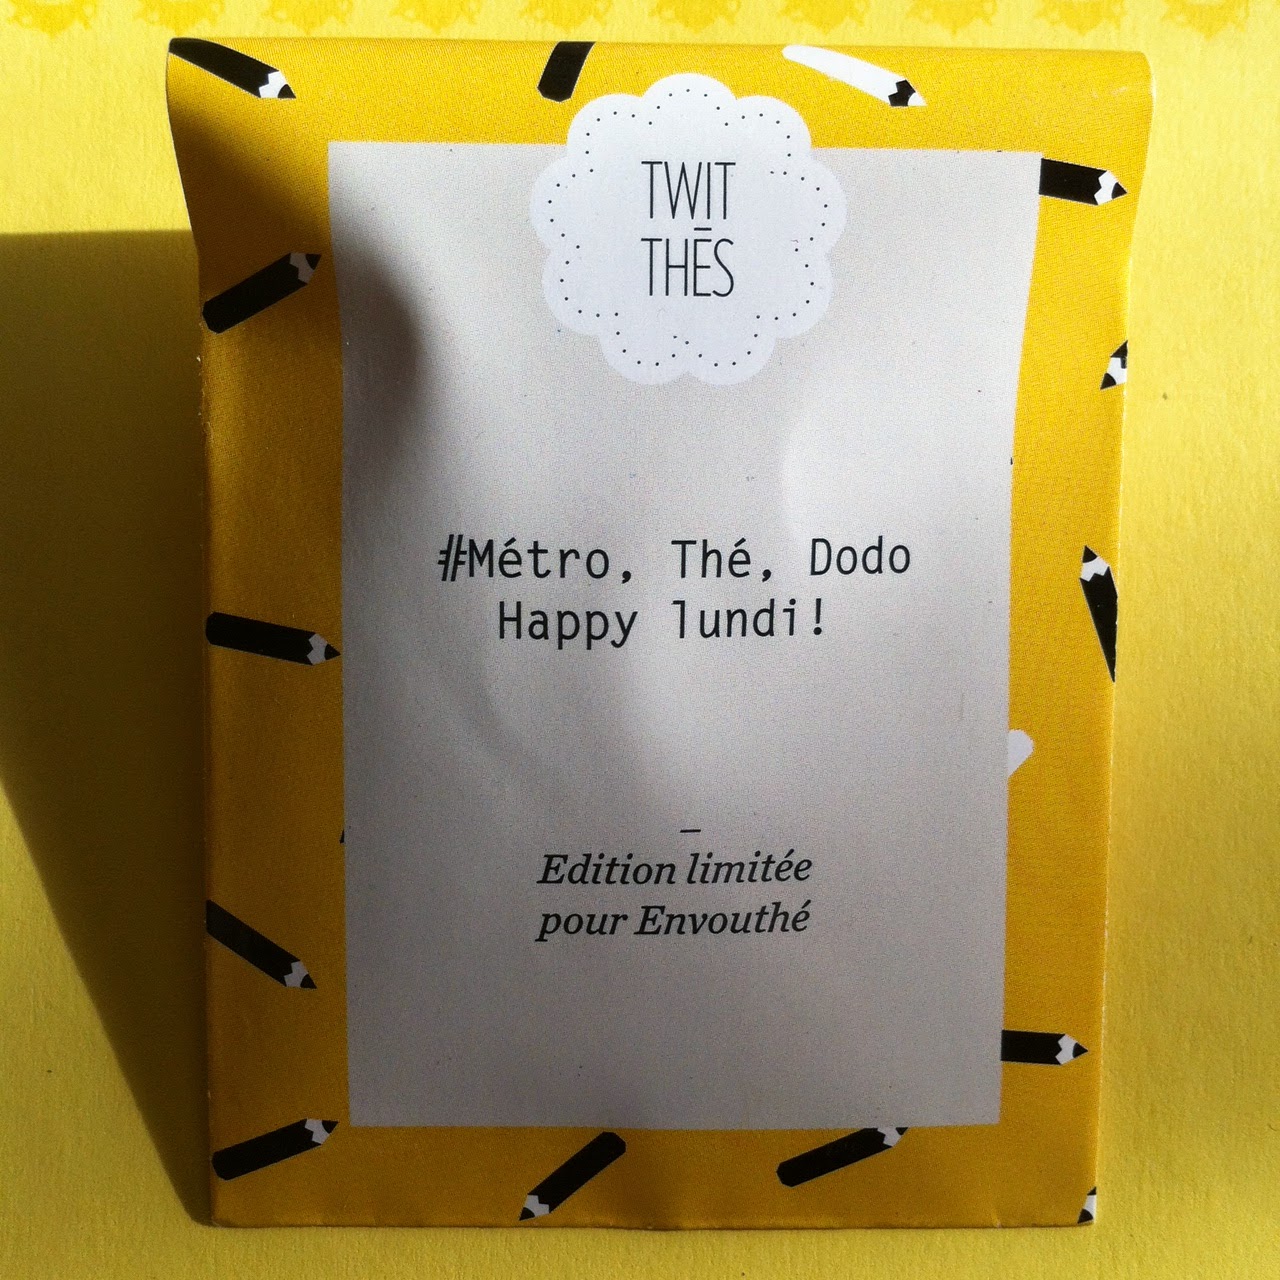 TWIT
THĒS
#Métro, Thé, Dodo
Happy lundi!
—
Edition limitée
pour Envouthé